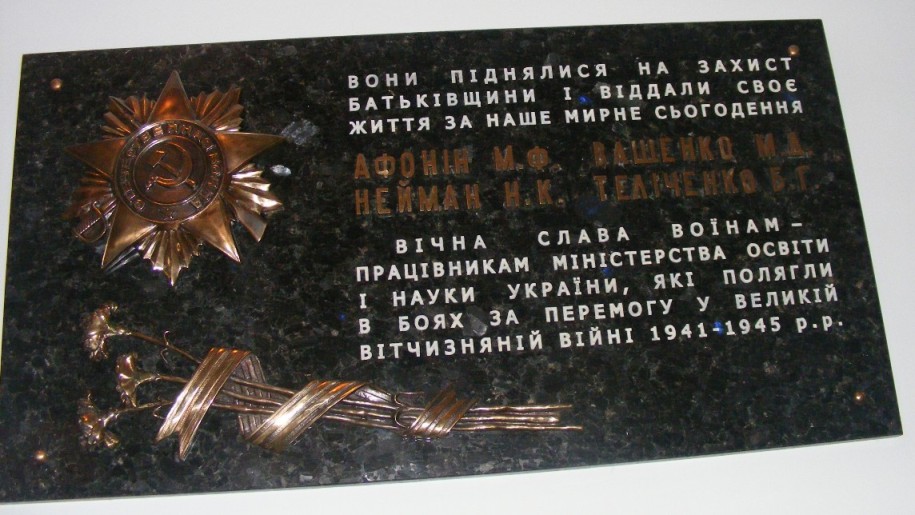 ВОНИ ПІДНЯЛИСЯ НА ЗАХИСТ
БАТЬКІВЩИНИ І ВІДДАЛИ СВОЄ
ЖИТТЯ ЗА НАШЕ МИРНЕ СЬОГОДЕННЯ
АФОНІН М.Ф. ВАЩЕНКО М.Д.
НЕЙМАН Н.К. ТЕЛІЧЕНКО Б.Г.
ВІЧНА СЛАВА ВОЇНАМ –
ПРАЦІВНИКАМ МІНІСТЕРСТВА ОСВІТИ
І НАУКИ УКРАЇНИ, ЯКІ ПОЛЯГЛИ
В БОЯХ ЗА ПЕРЕМОГУ У ВЕЛИКІЙ
ВІТЧИЗНЯНІЙ ВІЙНІ 1941-1945 р.р.